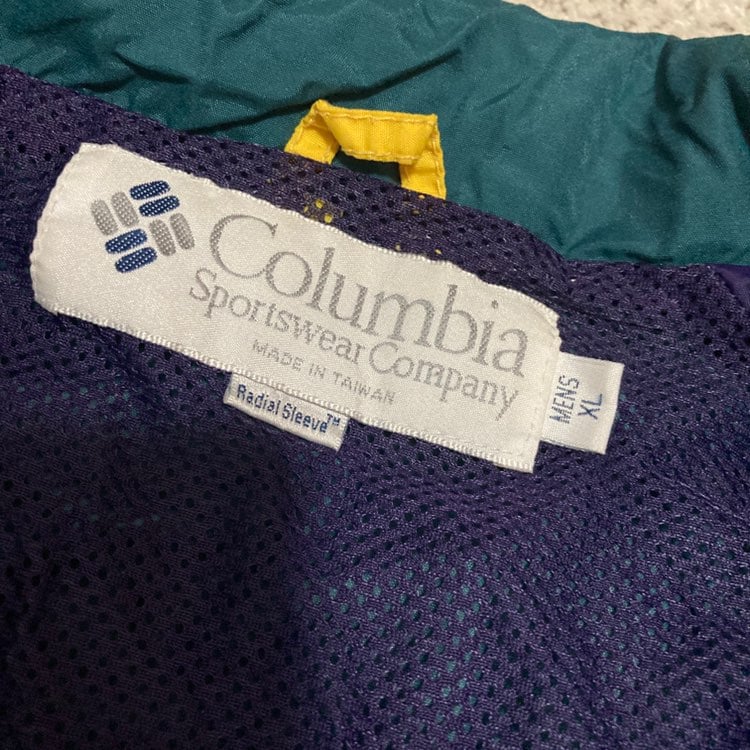 Columbia
Sportswear Company
MADE IN TAIWAN
Radial Sleeve™
MENS
XL